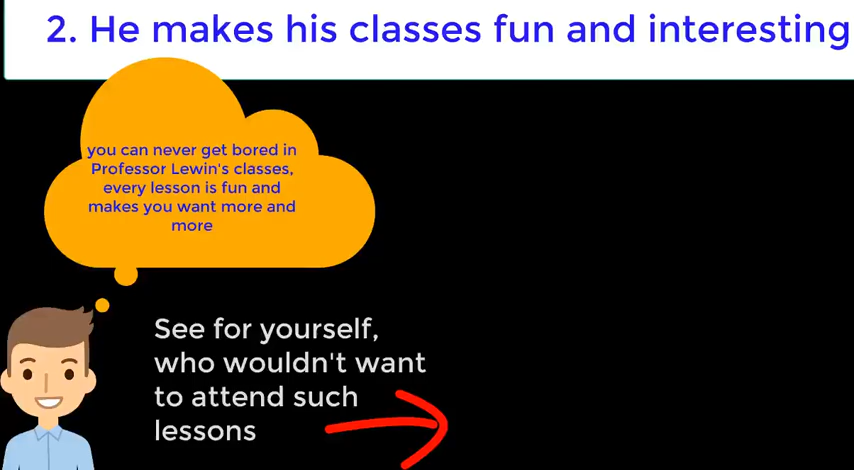 2. He makes his classes fun and interesting
you can never get bored in
Professor Lewin's classes,
every lesson is fun and
makes you want more and
more
See for yourself,
who wouldn't want
to attend such
lessons